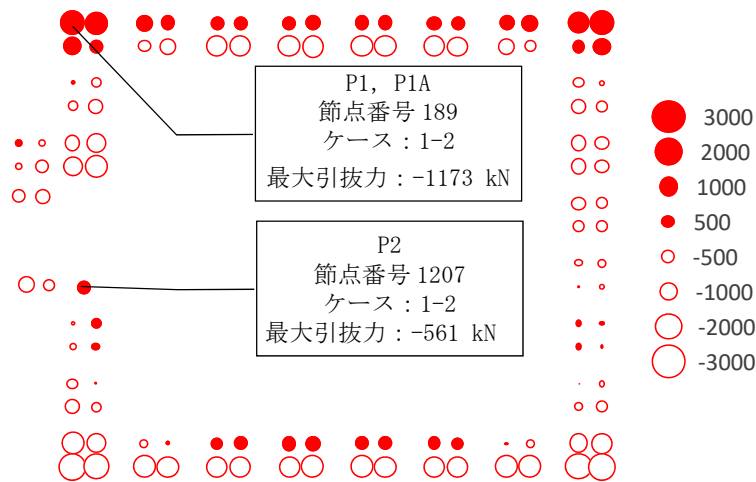 P1, P1A
節点番号 189
ケース：1-2
最大引抜力：-1173 kN
P2
節点番号 1207
ケース：1-2
最大引抜力：-561 kN
3000
2000
1000
500
-500
-1000
-2000
-3000